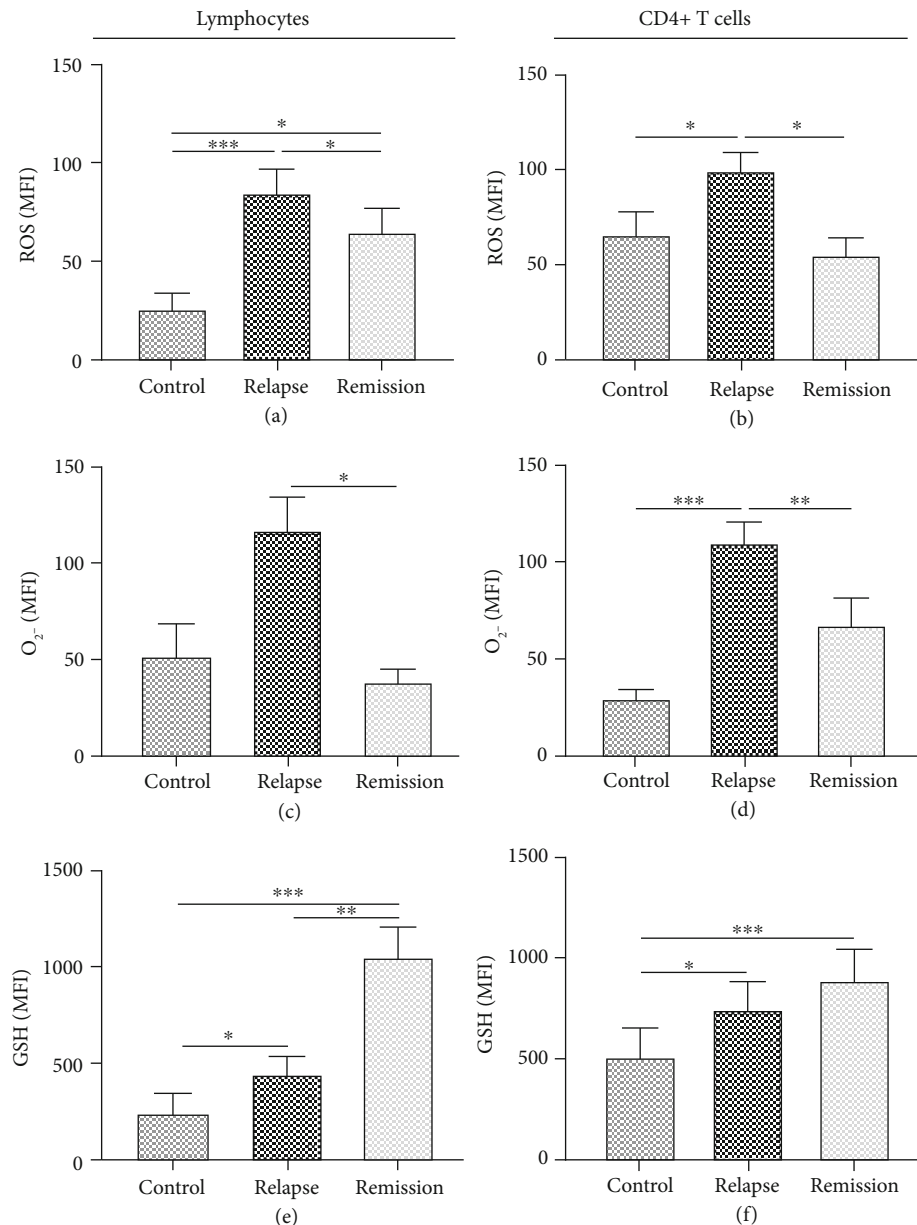 Lymphocytes
CD4+ T cells
150
100
50
0
ROS (MFI)
*
***
*
Control Relapse Remission
(a)
150
100
50
0
ROS (MFI)
*
*
Control Relapse Remission
(b)
150
100
50
0
O₂⁻ (MFI)
*
Control Relapse Remission
(c)
150
100
50
0
O₂⁻ (MFI)
***
**
Control Relapse Remission
(d)
1500
1000
500
0
GSH (MFI)
***
**
*
Control Relapse Remission
(e)
1500
1000
500
0
GSH (MFI)
***
*
Control Relapse Remission
(f)